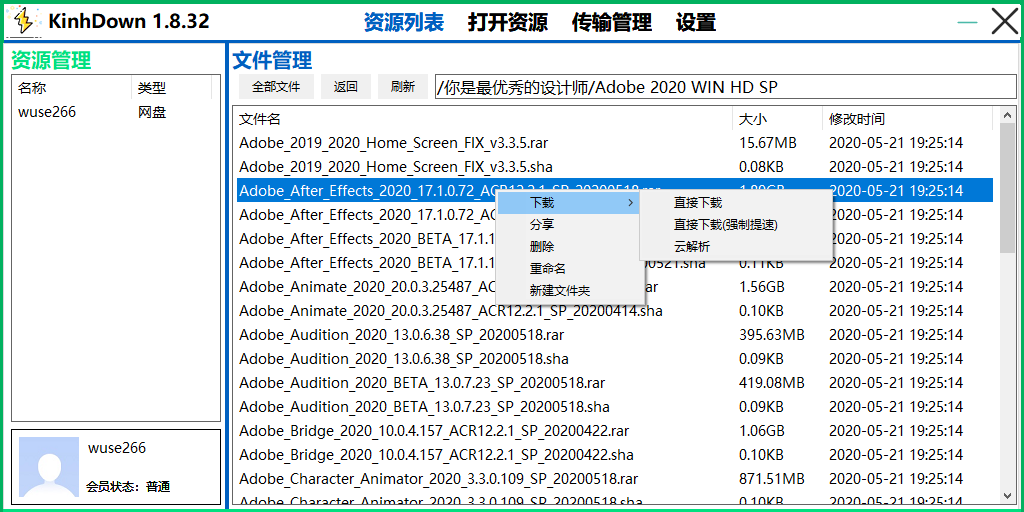 KinhDown 1.8.32
资源列表 打开资源 传输管理 设置
资源管理
名称 类型
wuse266 网盘
wuse266
会员状态：普通
文件管理
全部文件 返回 刷新 /你是最优秀的设计师/Adobe 2020 WIN HD SP
文件名 大小 修改时间
Adobe_2019_2020_Home_Screen_FIX_v3.3.5.rar 15.67MB 2020-05-21 19:25:14
Adobe_2019_2020_Home_Screen_FIX_v3.3.5.sha 0.08KB 2020-05-21 19:25:14
Adobe_After_Effects_2020_17.1.0.72_ACR12.2.1_SP_20200518.rar 1.89GB 2020-05-21 19:25:14
Adobe_After_Effects_2020_17.1.0.72_AC 2020-05-21 19:25:14
Adobe_After_Effects_2020_BETA_17.1.1 2020-05-21 19:25:14
Adobe_After_Effects_2020_BETA_17.1.1 00521.sha 0.11KB 2020-05-21 19:25:14
Adobe_Animate_2020_20.0.3.25487_AC rar 1.56GB 2020-05-21 19:25:14
Adobe_Animate_2020_20.0.3.25487_ACR12.2.1_SP_20200414.sha 0.10KB 2020-05-21 19:25:14
Adobe_Audition_2020_13.0.6.38_SP_20200518.rar 395.63MB 2020-05-21 19:25:14
Adobe_Audition_2020_13.0.6.38_SP_20200518.sha 0.09KB 2020-05-21 19:25:14
Adobe_Audition_2020_BETA_13.0.7.23_SP_20200518.rar 419.08MB 2020-05-21 19:25:14
Adobe_Audition_2020_BETA_13.0.7.23_SP_20200518.sha 0.09KB 2020-05-21 19:25:14
Adobe_Bridge_2020_10.0.4.157_ACR12.2.1_SP_20200422.rar 1.06GB 2020-05-21 19:25:14
Adobe_Bridge_2020_10.0.4.157_ACR12.2.1_SP_20200422.sha 0.10KB 2020-05-21 19:25:14
Adobe_Character_Animator_2020_3.3.0.109_SP_20200518.rar 871.51MB 2020-05-21 19:25:14
Adobe_Character_Animator_2020_3.3.0.109_SP_20200518.sha 0.10KB 2020-05-21 19:25:14
下载
分享
删除
重命名
新建文件夹
直接下载
直接下载(强制提速)
云解析